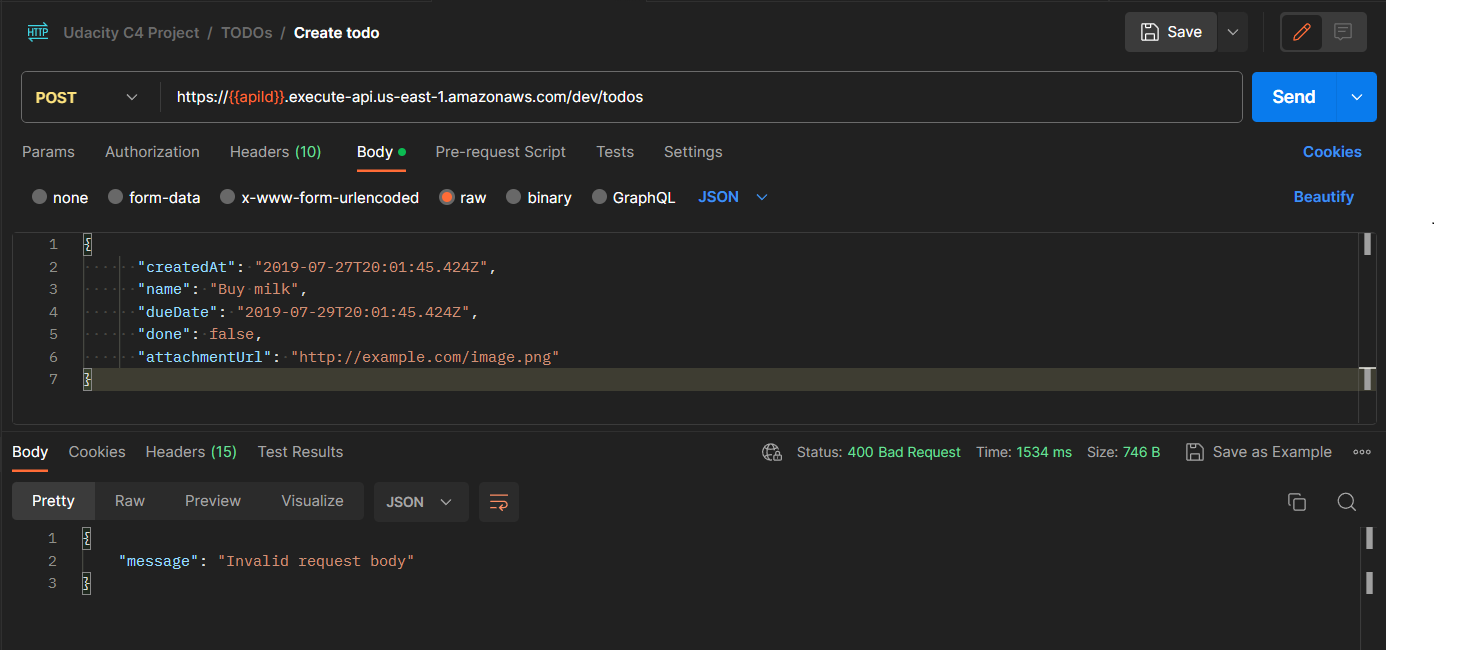 HTTP Udacity C4 Project / TODOs / Create todo Save
POST https://{{apiId}}.execute-api.us-east-1.amazonaws.com/dev/todos Send
Params Authorization Headers (10) Body Pre-request Script Tests Settings Cookies
none form-data x-www-form-urlencoded raw binary GraphQL JSON Beautify
1 {
2 "createdAt": "2019-07-27T20:01:45.424Z",
3 "name": "Buy milk",
4 "dueDate": "2019-07-29T20:01:45.424Z",
5 "done": false,
6 "attachmentUrl": "http://example.com/image.png"
7 }
Body Cookies Headers (15) Test Results Status: 400 Bad Request Time: 1534 ms Size: 746 B Save as Example
Pretty Raw Preview Visualize JSON
1 {
2 "message": "Invalid request body"
3 }